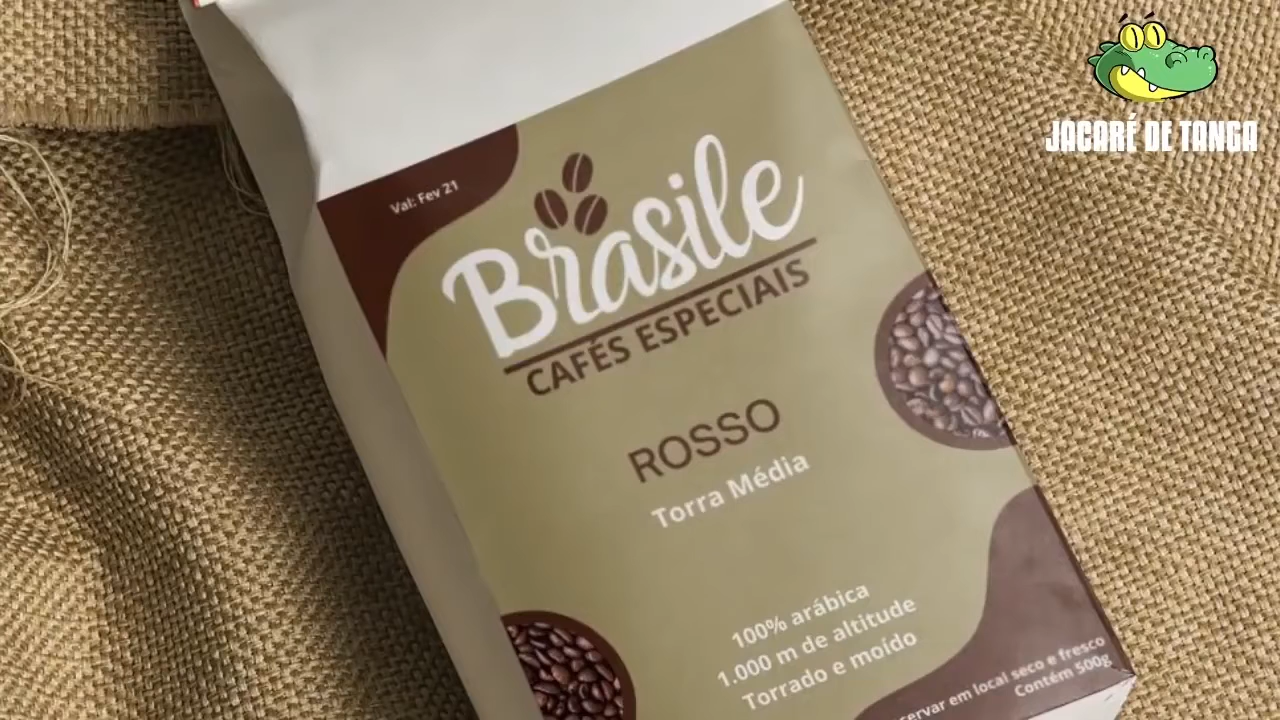 JACARÉ DE TANGA
Val: Fev 21
Brasile
CAFÉS ESPECIAIS
ROSSO
Torra Média
100% arábica
1.000 m de altitude
Torrado e moído
em local seco e fresco
Contém 500g